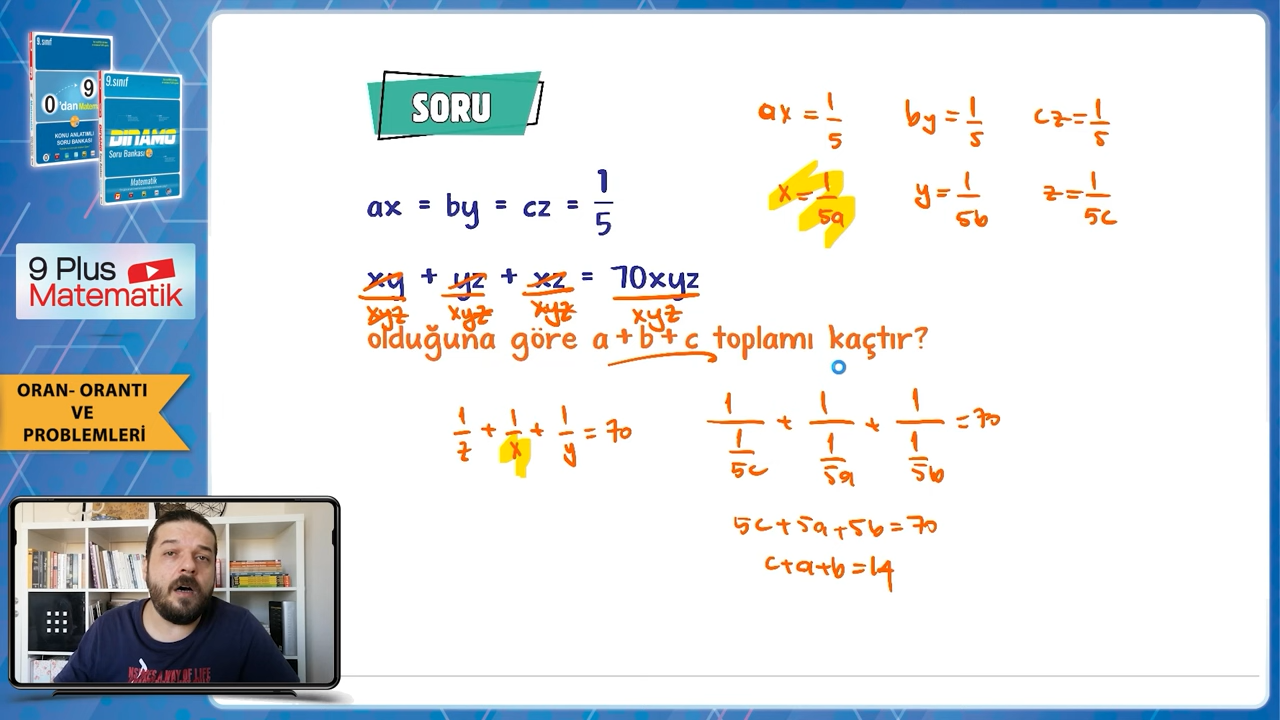 9.sınıf
0'dan 9 Matem
KONU ANLATIMLI
SORU BANKASI
9.sınıf
DİNAMO
Soru Bankası
Matematik
9 Plus
Matematik
ORAN- ORANTI
VE
PROBLEMLERİ
SORU
ax = by = cz = 1/5
xy/xyz + yz/xyz + xz/xyz = 70xyz/xyz
olduğuna göre a + b + c toplamı kaçtır?
ax = 1/5 by = 1/5 cz = 1/5
x = 1/5a y = 1/5b z = 1/5c
1/z + 1/x + 1/y = 70
1/(1/5c) + 1/(1/5a) + 1/(1/5b) = 70
5c + 5a + 5b = 70
c + a + b = 14